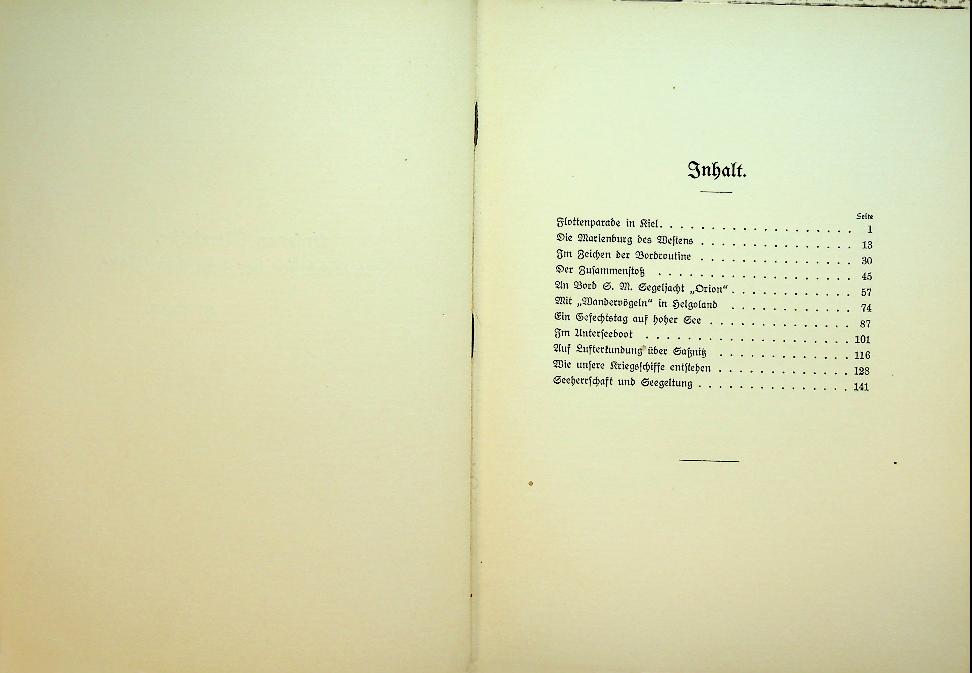 Inhalt.
Seite
Flottenparade in Kiel. . . . . . . . . . . . . . . . . . . 1
Die Marienburg des Westens . . . . . . . . . . . . . . . 13
Im Zeichen der Bordroutine . . . . . . . . . . . . . . . 30
Der Zusammenstoß . . . . . . . . . . . . . . . . . . . 45
An Bord S. M. Segeljacht „Orion“ . . . . . . . . . . . . . 57
Mit „Wandervögeln“ in Helgoland . . . . . . . . . . . . . 74
Ein Gefechtstag auf hoher See . . . . . . . . . . . . . . 87
Im Unterseeboot . . . . . . . . . . . . . . . . . . . 101
Auf Lufterkundung über Saßnitz . . . . . . . . . . . . . 116
Wie unsere Kriegsschiffe entstehen . . . . . . . . . . . . . 128
Seeherrschaft und Seegeltung . . . . . . . . . . . . . . . 141